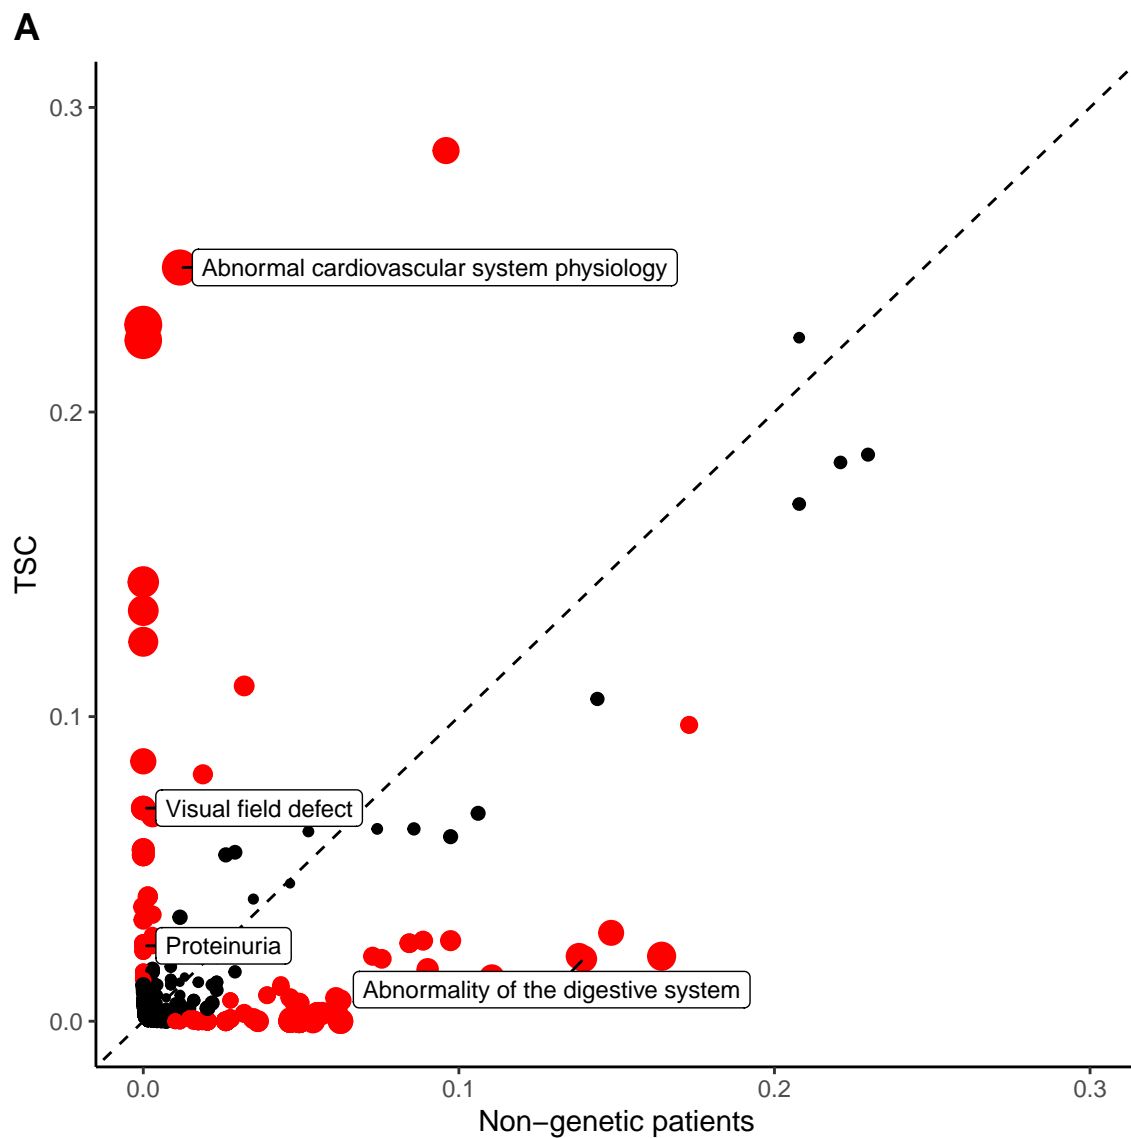 A
0.3
Abnormal cardiovascular system physiology
0.2
TSC
0.1
Visual field defect
Proteinuria
Abnormality of the digestive system
0.0
0.0 0.1 0.2 0.3
Non−genetic patients